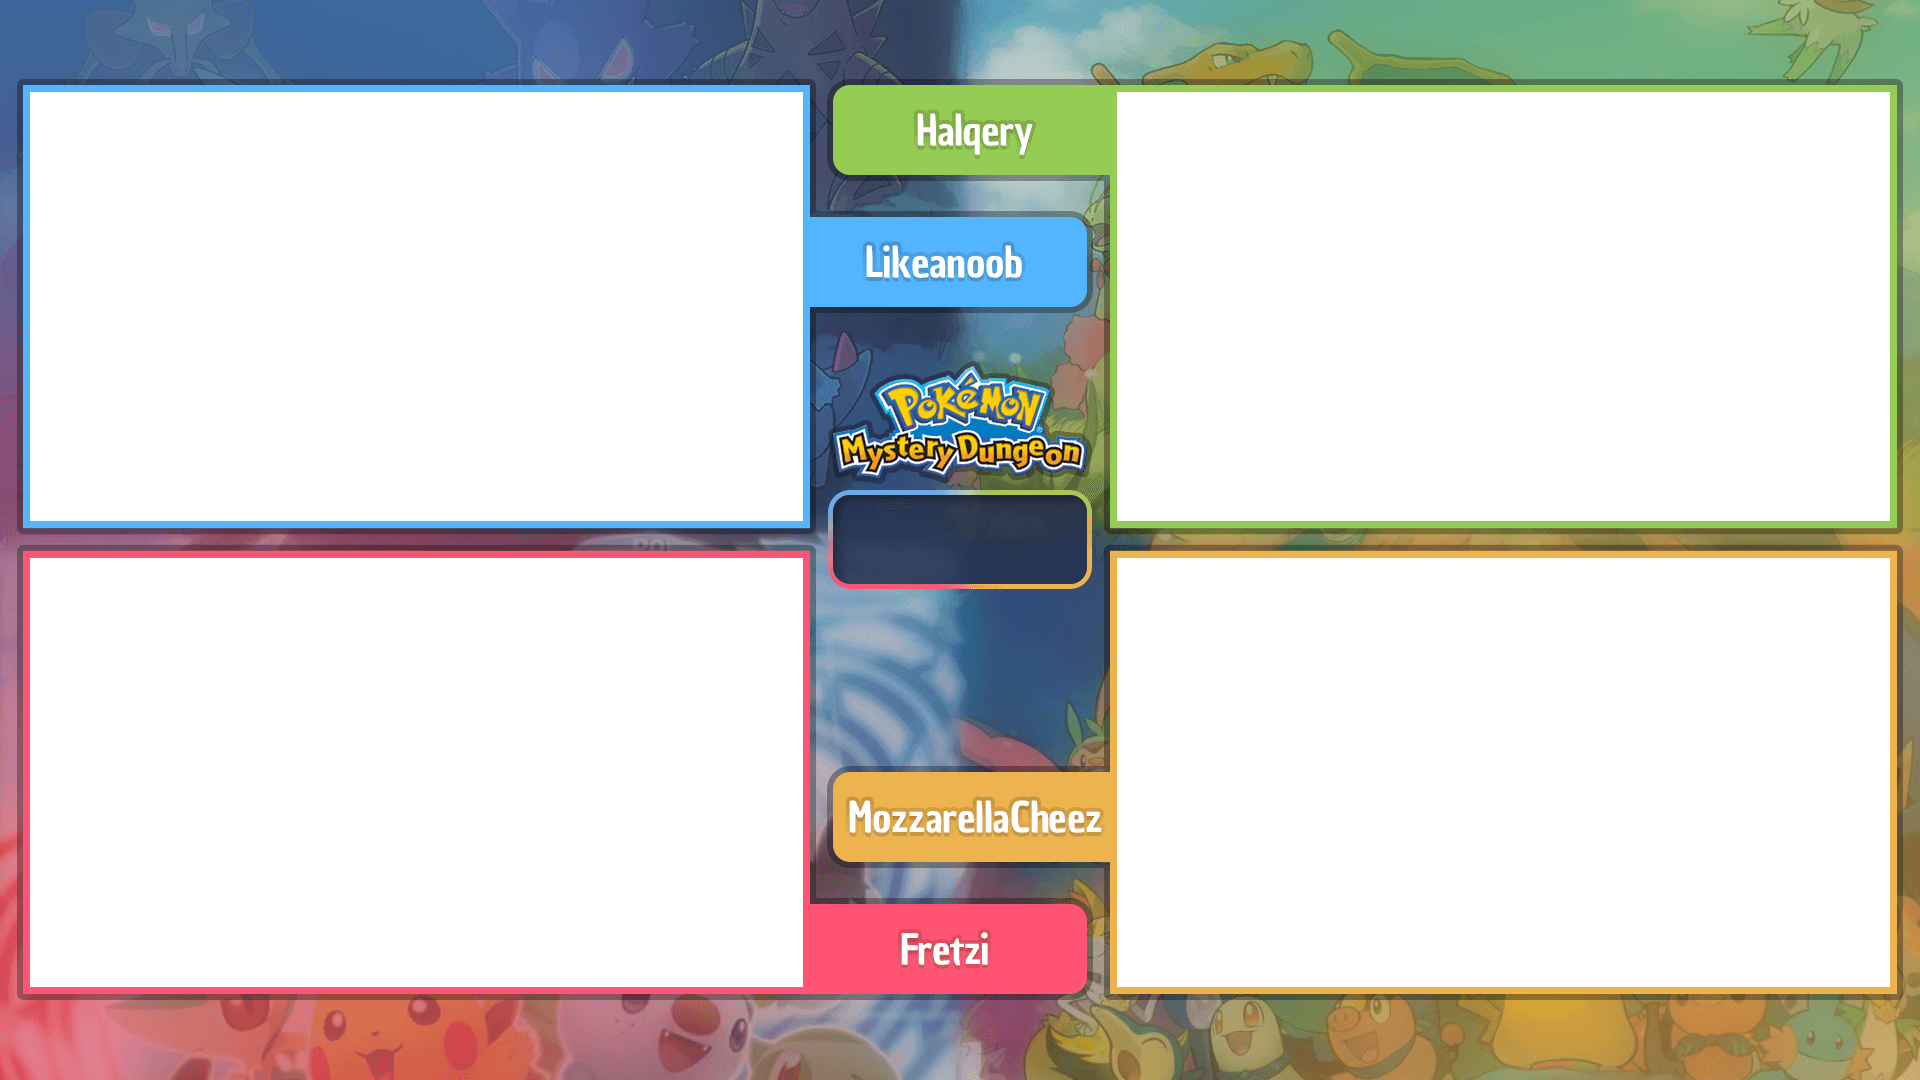 Halqery
Likeanoob
POKéMON
Mystery Dungeon
MozzarellaCheez
Fretzi